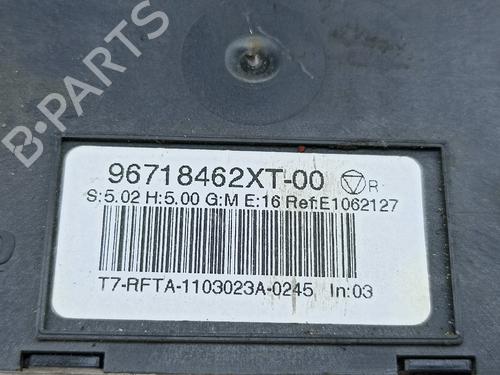 B-PARTS
96718462XT-00 R
S:5.02 H:5.00 G:M E:16 Ref:E1062127
T7-RFTA-1103023A-0245 In:03